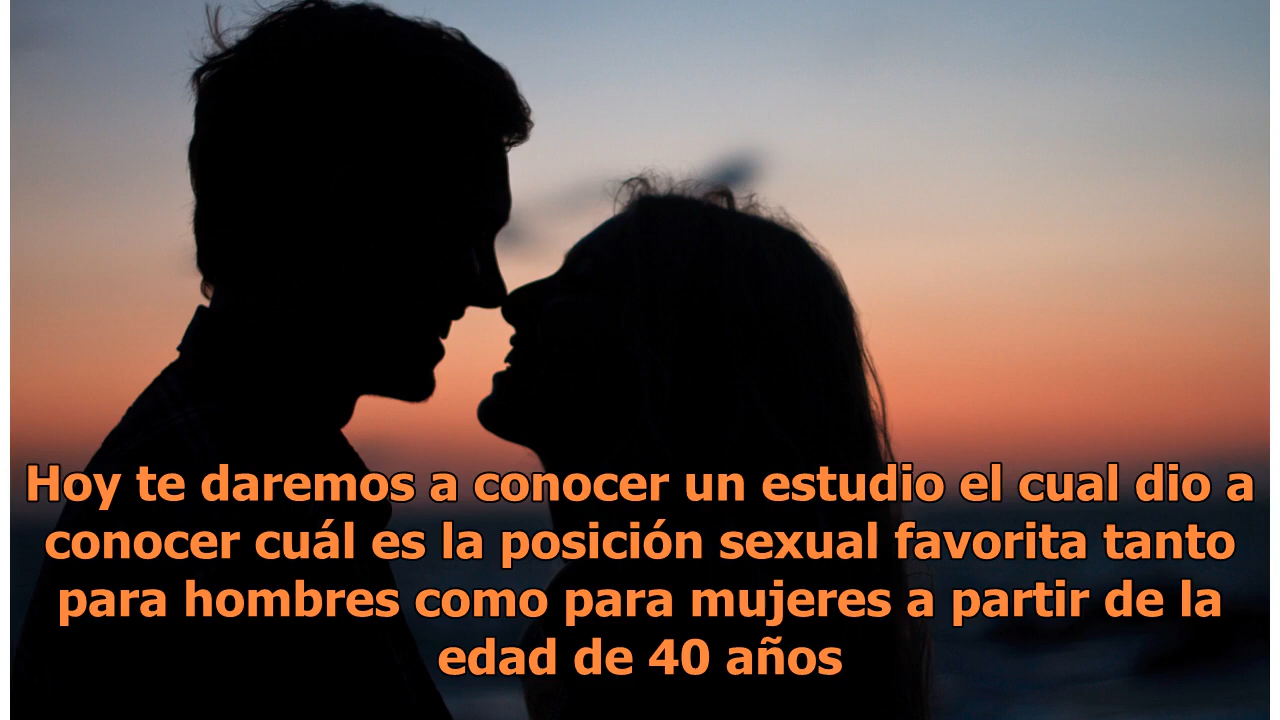 Hoy te daremos a conocer un estudio el cual dio a
conocer cuál es la posición sexual favorita tanto
para hombres como para mujeres a partir de la
edad de 40 años